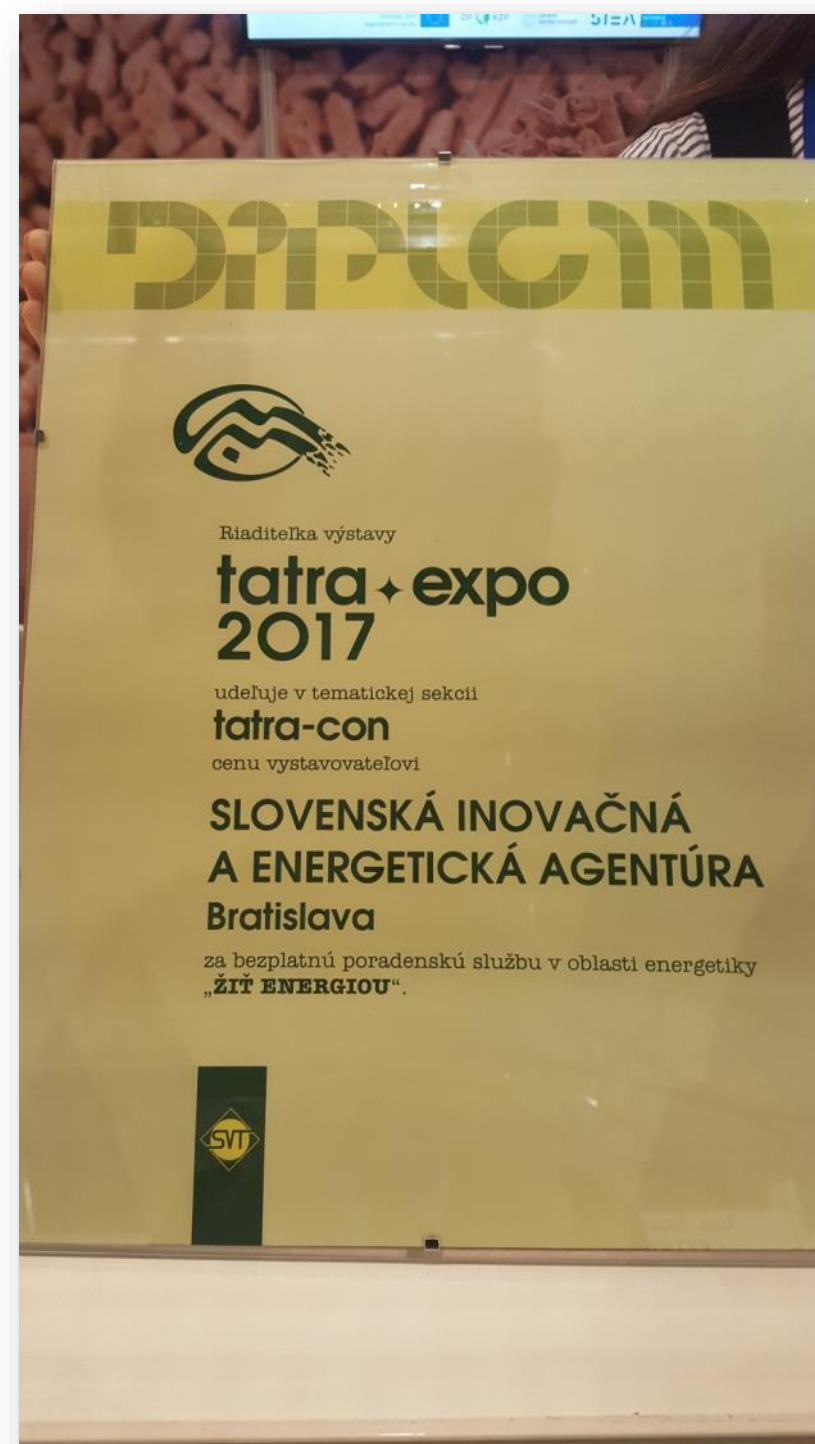 DIPLOM
Riaditeľka výstavy
tatra expo
2017
udeľuje v tematickej sekcii
tatra-con
cenu vystavovateľovi
SLOVENSKÁ INOVAČNÁ
A ENERGETICKÁ AGENTÚRA
Bratislava
za bezplatnú poradenskú službu v oblasti energetiky
„ŽIŤ ENERGIOU“.
SVT